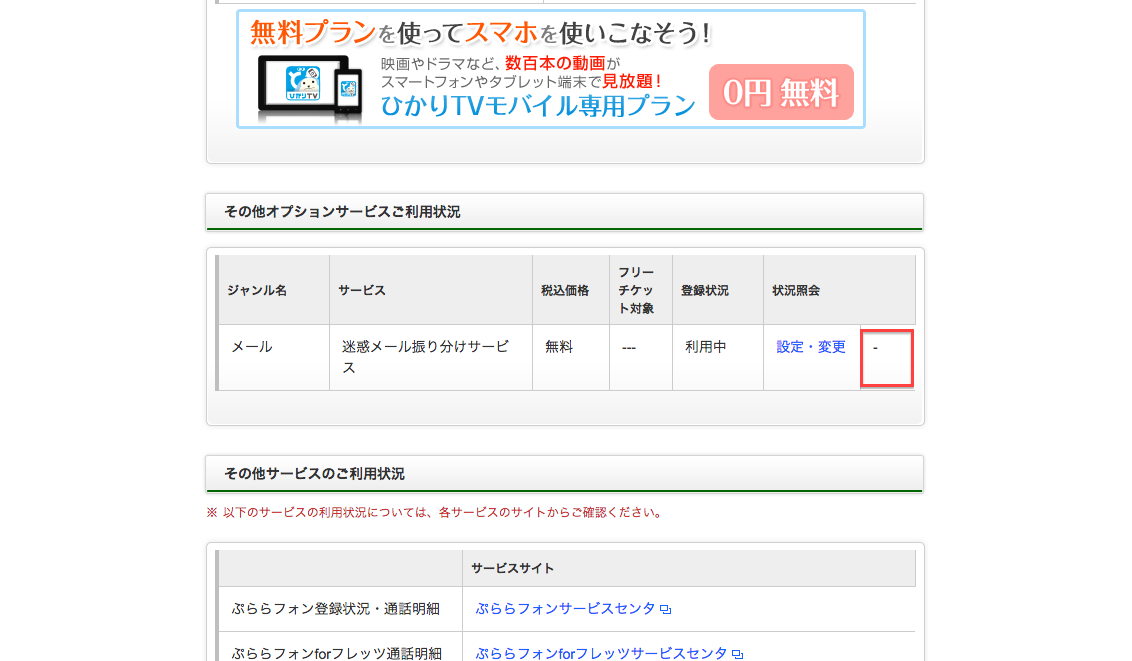 無料プランを使ってスマホを使いこなそう!
映画やドラマなど、数百本の動画が
スマートフォンやタブレット端末で見放題!
ひかりTVモバイル専用プラン
0円 無料
ひかりTV
その他オプションサービスご利用状況
ジャンル名 サービス 税込価格 フリーチケット対象 登録状況 状況照会
メール 迷惑メール振り分けサービス 無料 --- 利用中 設定・変更 -
その他サービスのご利用状況
※ 以下のサービスの利用状況については、各サービスのサイトからご確認ください。
サービスサイト
ぷららフォン登録状況・通話明細 ぷららフォンサービスセンタ
ぷららフォンforフレッツ通話明細 ぷららフォンforフレッツサービスセンタ